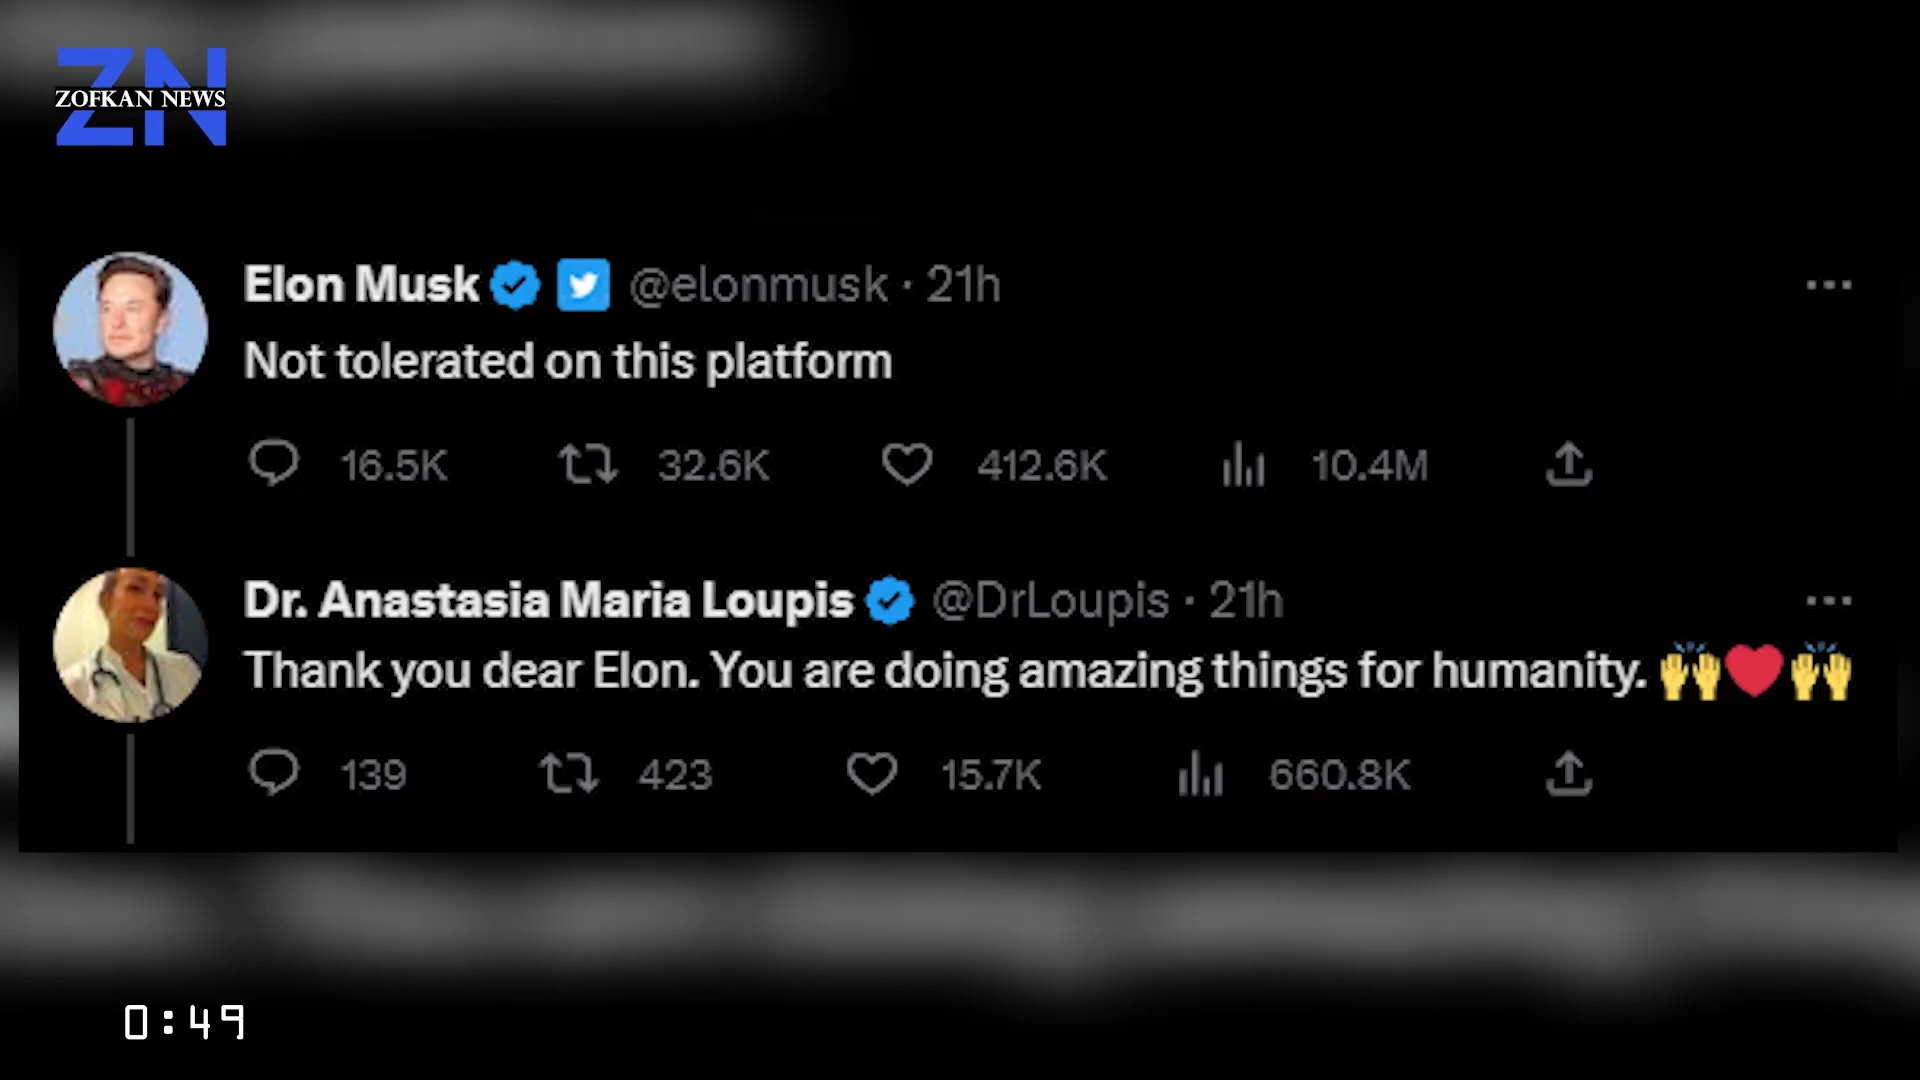 ZN
ZOFKAN NEWS
Elon Musk @elonmusk · 21h
Not tolerated on this platform
16.5K 32.6K 412.6K 10.4M
Dr. Anastasia Maria Loupis @DrLoupis · 21h
Thank you dear Elon. You are doing amazing things for humanity. 🙌❤️🙌
139 423 15.7K 660.8K
0:49